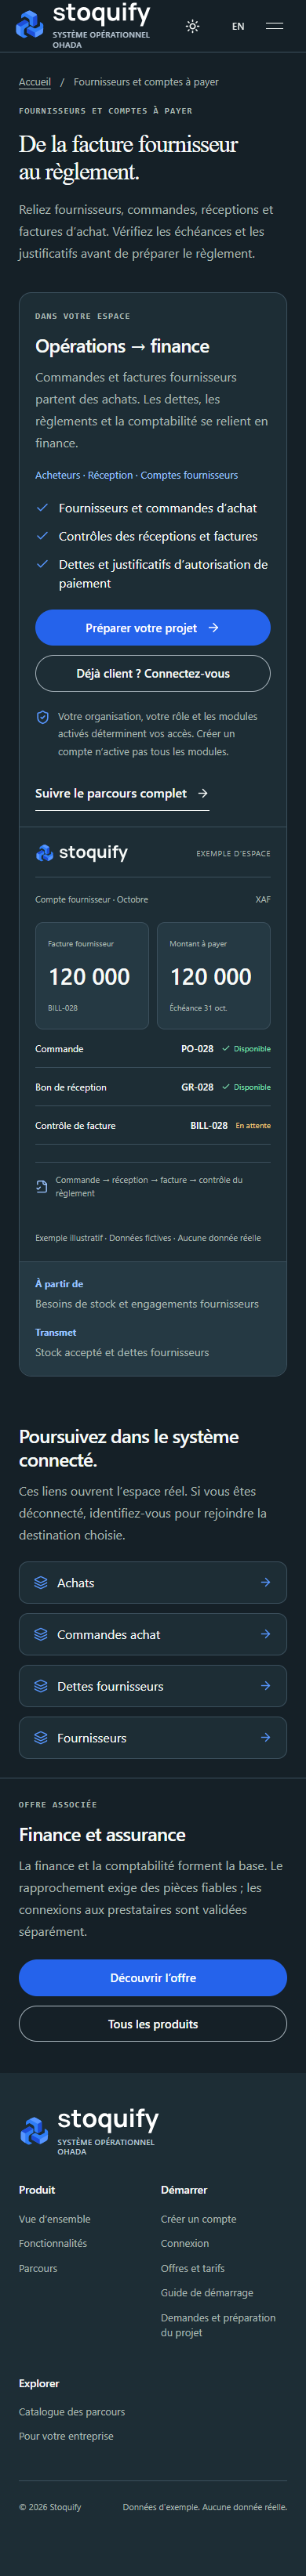 stoquify
SYSTÈME OPÉRATIONNEL
OHADA
EN
Accueil / Fournisseurs et comptes à payer
FOURNISSEURS ET COMPTES À PAYER
De la facture fournisseur
au règlement.
Reliez fournisseurs, commandes, réceptions et
factures d’achat. Vérifiez les échéances et les
justificatifs avant de préparer le règlement.
DANS VOTRE ESPACE
Opérations → finance
Commandes et factures fournisseurs
partent des achats. Les dettes, les
règlements et la comptabilité se relient en
finance.
Acheteurs · Réception · Comptes fournisseurs
Fournisseurs et commandes d’achat
Contrôles des réceptions et factures
Dettes et justificatifs d’autorisation de
paiement
Préparer votre projet →
Déjà client ? Connectez-vous
Votre organisation, votre rôle et les modules
activés déterminent vos accès. Créer un
compte n’active pas tous les modules.
Suivre le parcours complet →
stoquify
EXEMPLE D’ESPACE
Compte fournisseur · Octobre XAF
Facture fournisseur
120 000
BILL-028
Montant à payer
120 000
Échéance 31 oct.
Commande PO-028 Disponible
Bon de réception GR-028 Disponible
Contrôle de facture BILL-028 En attente
Commande → réception → facture → contrôle du
règlement
Exemple illustratif · Données fictives · Aucune donnée réelle
À partir de
Besoins de stock et engagements fournisseurs
Transmet
Stock accepté et dettes fournisseurs
Poursuivez dans le système
connecté.
Ces liens ouvrent l’espace réel. Si vous êtes
déconnecté, identifiez-vous pour rejoindre la
destination choisie.
Achats →
Commandes achat →
Dettes fournisseurs →
Fournisseurs →
OFFRE ASSOCIÉE
Finance et assurance
La finance et la comptabilité forment la base. Le
rapprochement exige des pièces fiables ; les
connexions aux prestataires sont validées
séparément.
Découvrir l’offre
Tous les produits
stoquify
SYSTÈME OPÉRATIONNEL
OHADA
Produit
Vue d’ensemble
Fonctionnalités
Parcours
Démarrer
Créer un compte
Connexion
Offres et tarifs
Guide de démarrage
Demandes et préparation
du projet
Explorer
Catalogue des parcours
Pour votre entreprise
© 2026 Stoquify
Données d’exemple. Aucune donnée réelle.